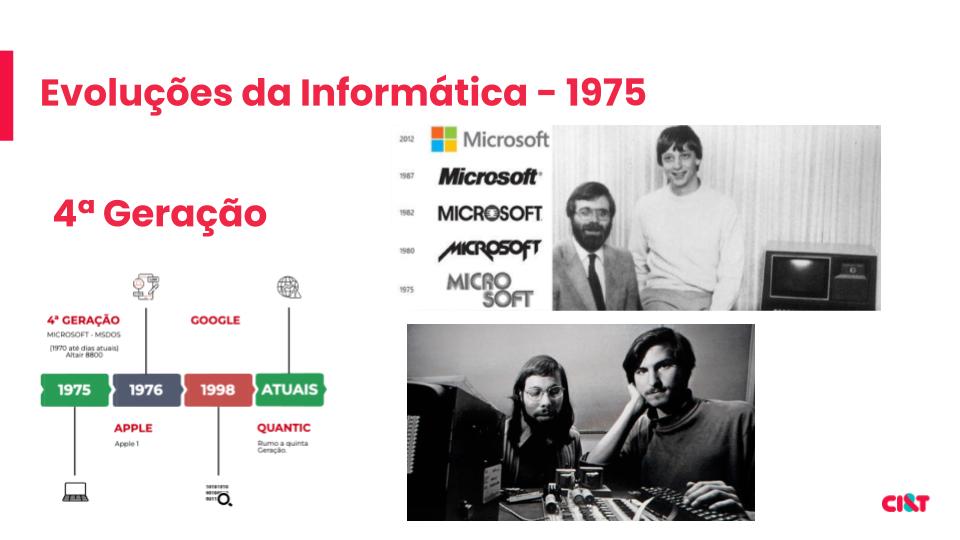 Evoluções da Informática - 1975
4ª Geração
2012 Microsoft
1987 Microsoft
1982 MICROSOFT
1980 MICROSOFT
1975 MICRO
SOFT
4ª GERAÇÃO
MICROSOFT - MSDOS
(1970 até dias atuais)
Altair 8800
GOOGLE
1975 1976 1998 ATUAIS
APPLE
Apple 1
QUANTIC
Rumo a quinta
Geração.
10101010
CI&T